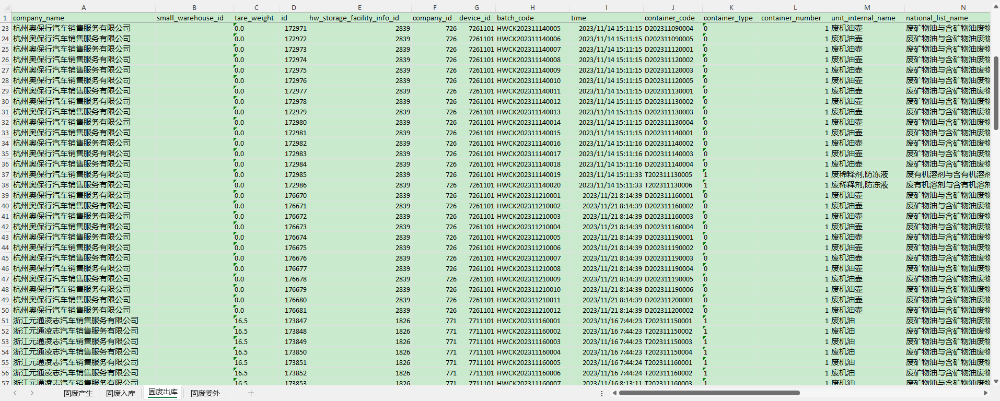 A B C D E F G H I J K L M N
1 company_name small_warehouse_id tare_weight id hw_storage_facility_info_id company_id device_id batch_code time container_code container_type container_number unit_internal_name national_list_name
23 杭州奥保行汽车销售服务有限公司 0.0 172971 2839 726 7261101 HWCK202311140005 2023/11/14 15:11:15 D202311090004 0 1 废机油壶 废矿物油与含矿物油废物
24 杭州奥保行汽车销售服务有限公司 0.0 172972 2839 726 7261101 HWCK202311140006 2023/11/14 15:11:15 D202311090005 0 1 废机油壶 废矿物油与含矿物油废物
25 杭州奥保行汽车销售服务有限公司 0.0 172973 2839 726 7261101 HWCK202311140007 2023/11/14 15:11:15 D202311120001 0 1 废机油壶 废矿物油与含矿物油废物
26 杭州奥保行汽车销售服务有限公司 0.0 172974 2839 726 7261101 HWCK202311140008 2023/11/14 15:11:15 D202311120002 0 1 废机油壶 废矿物油与含矿物油废物
27 杭州奥保行汽车销售服务有限公司 0.0 172975 2839 726 7261101 HWCK202311140009 2023/11/14 15:11:15 D202311120003 0 1 废机油壶 废矿物油与含矿物油废物
28 杭州奥保行汽车销售服务有限公司 0.0 172976 2839 726 7261101 HWCK202311140010 2023/11/14 15:11:15 D202311120005 0 1 废机油壶 废矿物油与含矿物油废物
29 杭州奥保行汽车销售服务有限公司 0.0 172977 2839 726 7261101 HWCK202311140011 2023/11/14 15:11:15 D202311130001 0 1 废机油壶 废矿物油与含矿物油废物
30 杭州奥保行汽车销售服务有限公司 0.0 172978 2839 726 7261101 HWCK202311140012 2023/11/14 15:11:15 D202311130002 0 1 废机油壶 废矿物油与含矿物油废物
31 杭州奥保行汽车销售服务有限公司 0.0 172979 2839 726 7261101 HWCK202311140013 2023/11/14 15:11:15 D202311130003 0 1 废机油壶 废矿物油与含矿物油废物
32 杭州奥保行汽车销售服务有限公司 0.0 172980 2839 726 7261101 HWCK202311140014 2023/11/14 15:11:15 D202311130004 0 1 废机油壶 废矿物油与含矿物油废物
33 杭州奥保行汽车销售服务有限公司 0.0 172981 2839 726 7261101 HWCK202311140015 2023/11/14 15:11:15 D202311140001 0 1 废机油壶 废矿物油与含矿物油废物
34 杭州奥保行汽车销售服务有限公司 0.0 172982 2839 726 7261101 HWCK202311140016 2023/11/14 15:11:16 D202311140002 0 1 废机油壶 废矿物油与含矿物油废物
35 杭州奥保行汽车销售服务有限公司 0.0 172983 2839 726 7261101 HWCK202311140017 2023/11/14 15:11:16 D202311140003 0 1 废机油壶 废矿物油与含矿物油废物
36 杭州奥保行汽车销售服务有限公司 0.0 172984 2839 726 7261101 HWCK202311140018 2023/11/14 15:11:16 D202311140004 0 1 废机油壶 废矿物油与含矿物油废物
37 杭州奥保行汽车销售服务有限公司 0.0 172985 2839 726 7261101 HWCK202311140019 2023/11/14 15:11:33 T202311130005 1 1 废稀释剂,防冻液 废有机溶剂与含有机溶剂
38 杭州奥保行汽车销售服务有限公司 0.0 172986 2839 726 7261101 HWCK202311140020 2023/11/14 15:11:33 T202311130006 1 1 废稀释剂,防冻液 废有机溶剂与含有机溶剂
39 杭州奥保行汽车销售服务有限公司 0.0 176670 2839 726 7261101 HWCK202311210001 2023/11/21 8:14:39 D202311160001 0 1 废机油壶 废矿物油与含矿物油废物
40 杭州奥保行汽车销售服务有限公司 0.0 176671 2839 726 7261101 HWCK202311210002 2023/11/21 8:14:39 D202311160002 0 1 废机油壶 废矿物油与含矿物油废物
41 杭州奥保行汽车销售服务有限公司 0.0 176672 2839 726 7261101 HWCK202311210003 2023/11/21 8:14:39 D202311160003 0 1 废机油壶 废矿物油与含矿物油废物
42 杭州奥保行汽车销售服务有限公司 0.0 176673 2839 726 7261101 HWCK202311210004 2023/11/21 8:14:39 D202311160004 0 1 废机油壶 废矿物油与含矿物油废物
43 杭州奥保行汽车销售服务有限公司 0.0 176674 2839 726 7261101 HWCK202311210005 2023/11/21 8:14:39 D202311190001 0 1 废机油壶 废矿物油与含矿物油废物
44 杭州奥保行汽车销售服务有限公司 0.0 176675 2839 726 7261101 HWCK202311210006 2023/11/21 8:14:39 D202311190002 0 1 废机油壶 废矿物油与含矿物油废物
45 杭州奥保行汽车销售服务有限公司 0.0 176676 2839 726 7261101 HWCK202311210007 2023/11/21 8:14:39 D202311190003 0 1 废机油壶 废矿物油与含矿物油废物
46 杭州奥保行汽车销售服务有限公司 0.0 176677 2839 726 7261101 HWCK202311210008 2023/11/21 8:14:39 D202311190004 0 1 废机油壶 废矿物油与含矿物油废物
47 杭州奥保行汽车销售服务有限公司 0.0 176678 2839 726 7261101 HWCK202311210009 2023/11/21 8:14:39 D202311190005 0 1 废机油壶 废矿物油与含矿物油废物
48 杭州奥保行汽车销售服务有限公司 0.0 176679 2839 726 7261101 HWCK202311210010 2023/11/21 8:14:39 D202311190006 0 1 废机油壶 废矿物油与含矿物油废物
49 杭州奥保行汽车销售服务有限公司 0.0 176680 2839 726 7261101 HWCK202311210011 2023/11/21 8:14:39 D202311200001 0 1 废机油壶 废矿物油与含矿物油废物
50 杭州奥保行汽车销售服务有限公司 0.0 176681 2839 726 7261101 HWCK202311210012 2023/11/21 8:14:39 D202311200002 0 1 废机油壶 废矿物油与含矿物油废物
51 浙江元通凌志汽车销售服务有限公司 16.5 173847 1826 771 7711101 HWCK202311160001 2023/11/16 7:44:23 T202311150001 1 1 废机油 废矿物油与含矿物油废物
52 浙江元通凌志汽车销售服务有限公司 16.5 173848 1826 771 7711101 HWCK202311160002 2023/11/16 7:44:23 T202311150002 1 1 废机油 废矿物油与含矿物油废物
53 浙江元通凌志汽车销售服务有限公司 16.5 173849 1826 771 7711101 HWCK202311160003 2023/11/16 7:44:23 T202311150003 1 1 废机油 废矿物油与含矿物油废物
54 浙江元通凌志汽车销售服务有限公司 16.5 173850 1826 771 7711101 HWCK202311160004 2023/11/16 7:44:23 T202311150004 1 1 废机油 废矿物油与含矿物油废物
55 浙江元通凌志汽车销售服务有限公司 16.5 173851 1826 771 7711101 HWCK202311160005 2023/11/16 7:44:24 T202311160001 1 1 废机油 废矿物油与含矿物油废物
56 浙江元通凌志汽车销售服务有限公司 16.5 173852 1826 771 7711101 HWCK202311160006 2023/11/16 7:44:24 T202311160002 1 1 废机油 废矿物油与含矿物油废物
57 浙江元通凌志汽车销售服务有限公司 16.5 173853 1826 771 7711101 HWCK202311160007 2023/11/16 8:13:11 T202311160003 1 1 废机油 废矿物油与含矿物油废物
固废产生 固废入库 固废出库 固废委外